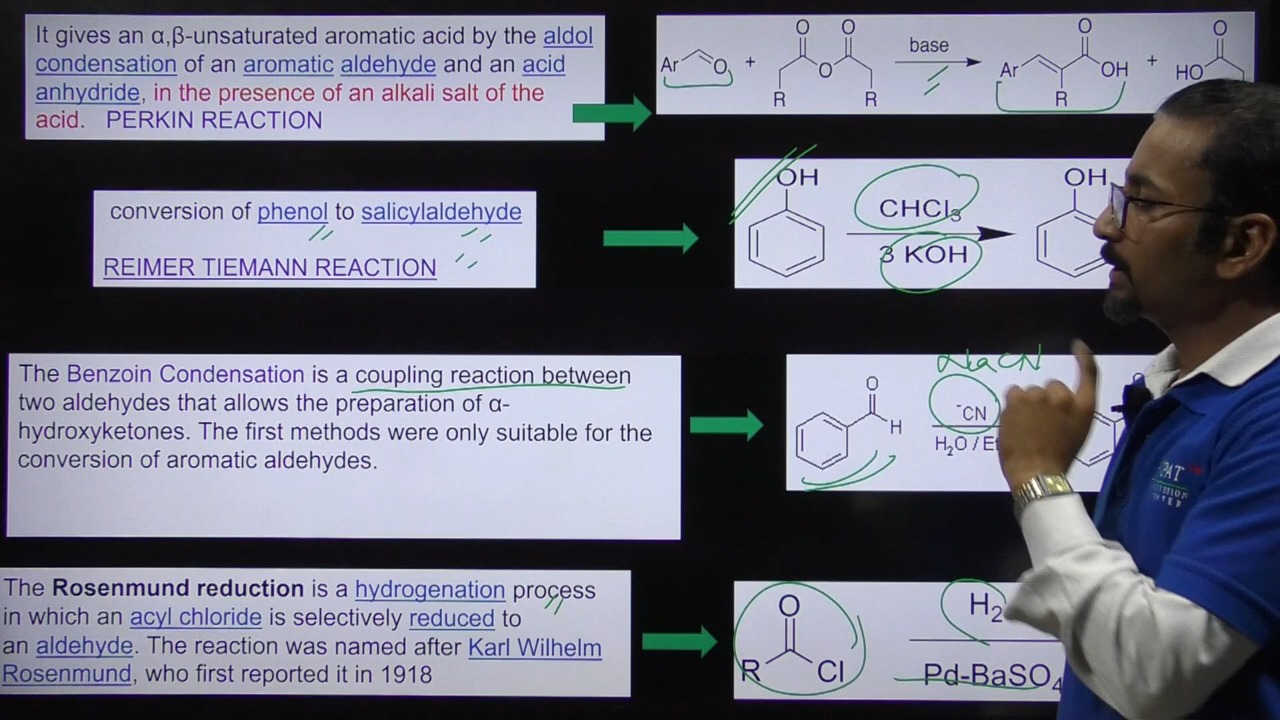 It gives an α,β-unsaturated aromatic acid by the aldol
condensation of an aromatic aldehyde and an acid
anhydride, in the presence of an alkali salt of the
acid. PERKIN REACTION
Ar O + O O O R R base Ar O OH R + O HO
conversion of phenol to salicylaldehyde
REIMER TIEMANN REACTION
OH
CHCl3
3 KOH
OH
The Benzoin Condensation is a coupling reaction between
two aldehydes that allows the preparation of α-
hydroxyketones. The first methods were only suitable for the
conversion of aromatic aldehydes.
NaCN
O
H
-CN
H2O / Et
The Rosenmund reduction is a hydrogenation process
in which an acyl chloride is selectively reduced to
an aldehyde. The reaction was named after Karl Wilhelm
Rosenmund, who first reported it in 1918
O
R Cl
H2
Pd-BaSO4
PAT